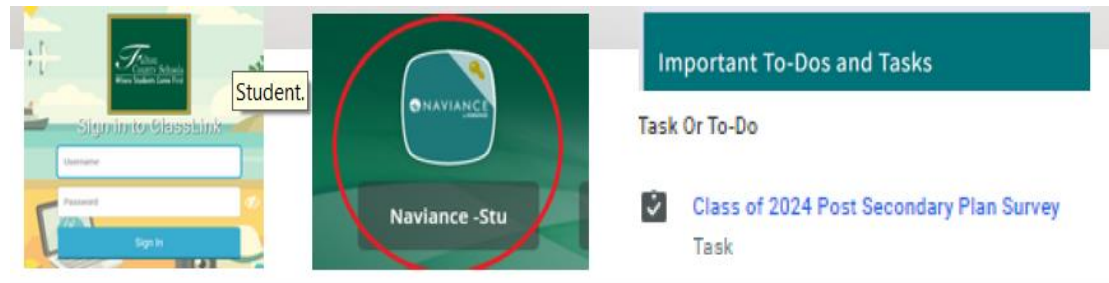 Fulton
County Schools
Where Students Come First
Student.
Sign in to ClassLink
Username
Password
Sign In
NAVIANCE
Naviance -Stu
Important To-Dos and Tasks
Task Or To-Do
Class of 2024 Post Secondary Plan Survey
Task